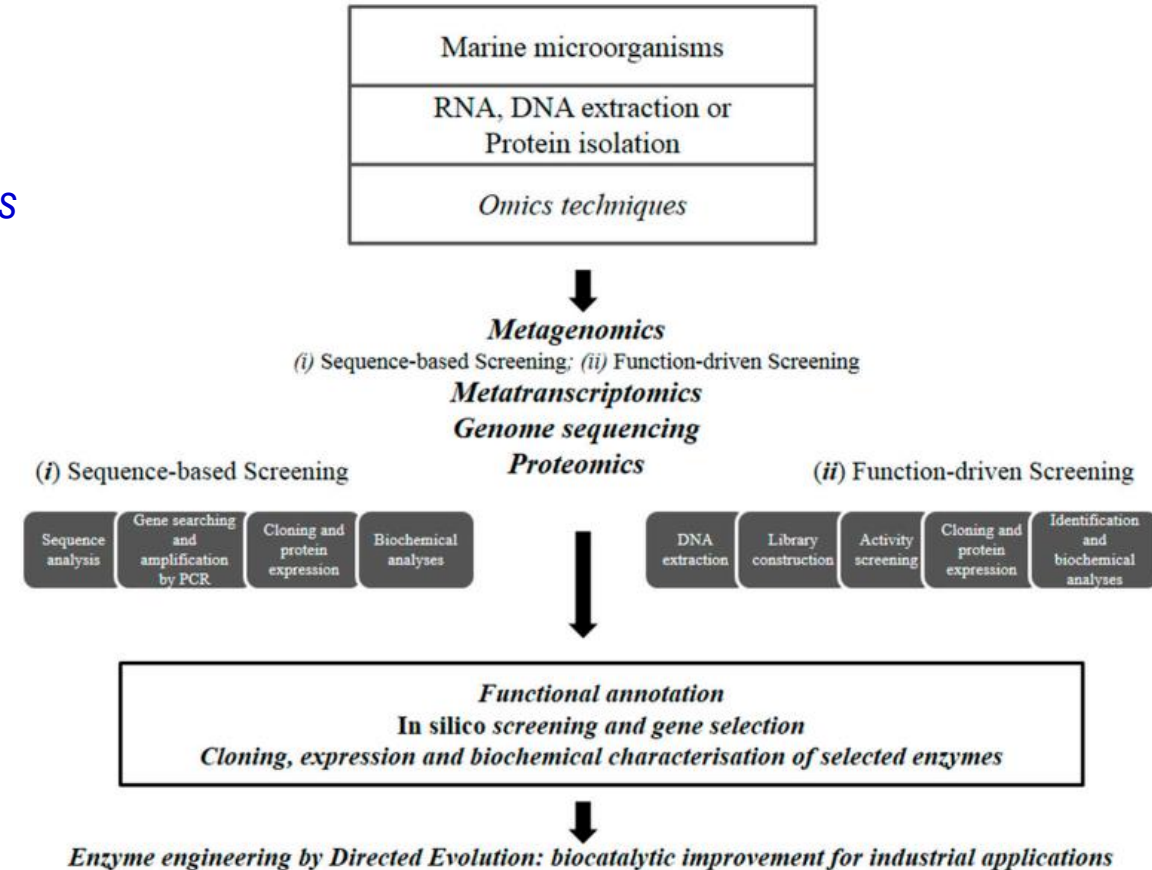 Marine microorganisms
RNA, DNA extraction or
Protein isolation
Omics techniques
s
Metagenomics
(i) Sequence-based Screening; (ii) Function-driven Screening
Metatranscriptomics
Genome sequencing
Proteomics
(i) Sequence-based Screening
Sequence
analysis
Gene searching
and
amplification
by PCR
Cloning and
protein
expression
Biochemical
analyses
(ii) Function-driven Screening
DNA
extraction
Library
construction
Activity
screening
Cloning and
protein
expression
Identification
and
biochemical
analyses
Functional annotation
In silico screening and gene selection
Cloning, expression and biochemical characterisation of selected enzymes
Enzyme engineering by Directed Evolution: biocatalytic improvement for industrial applications